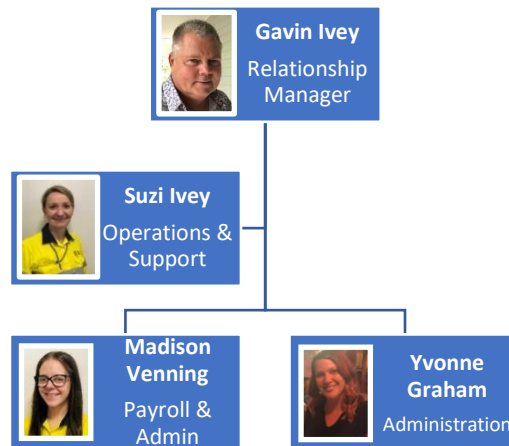 Gavin Ivey
Relationship
Manager
Suzi Ivey
Operations &
Support
Madison
Venning
Payroll &
Admin
Yvonne
Graham
Administration